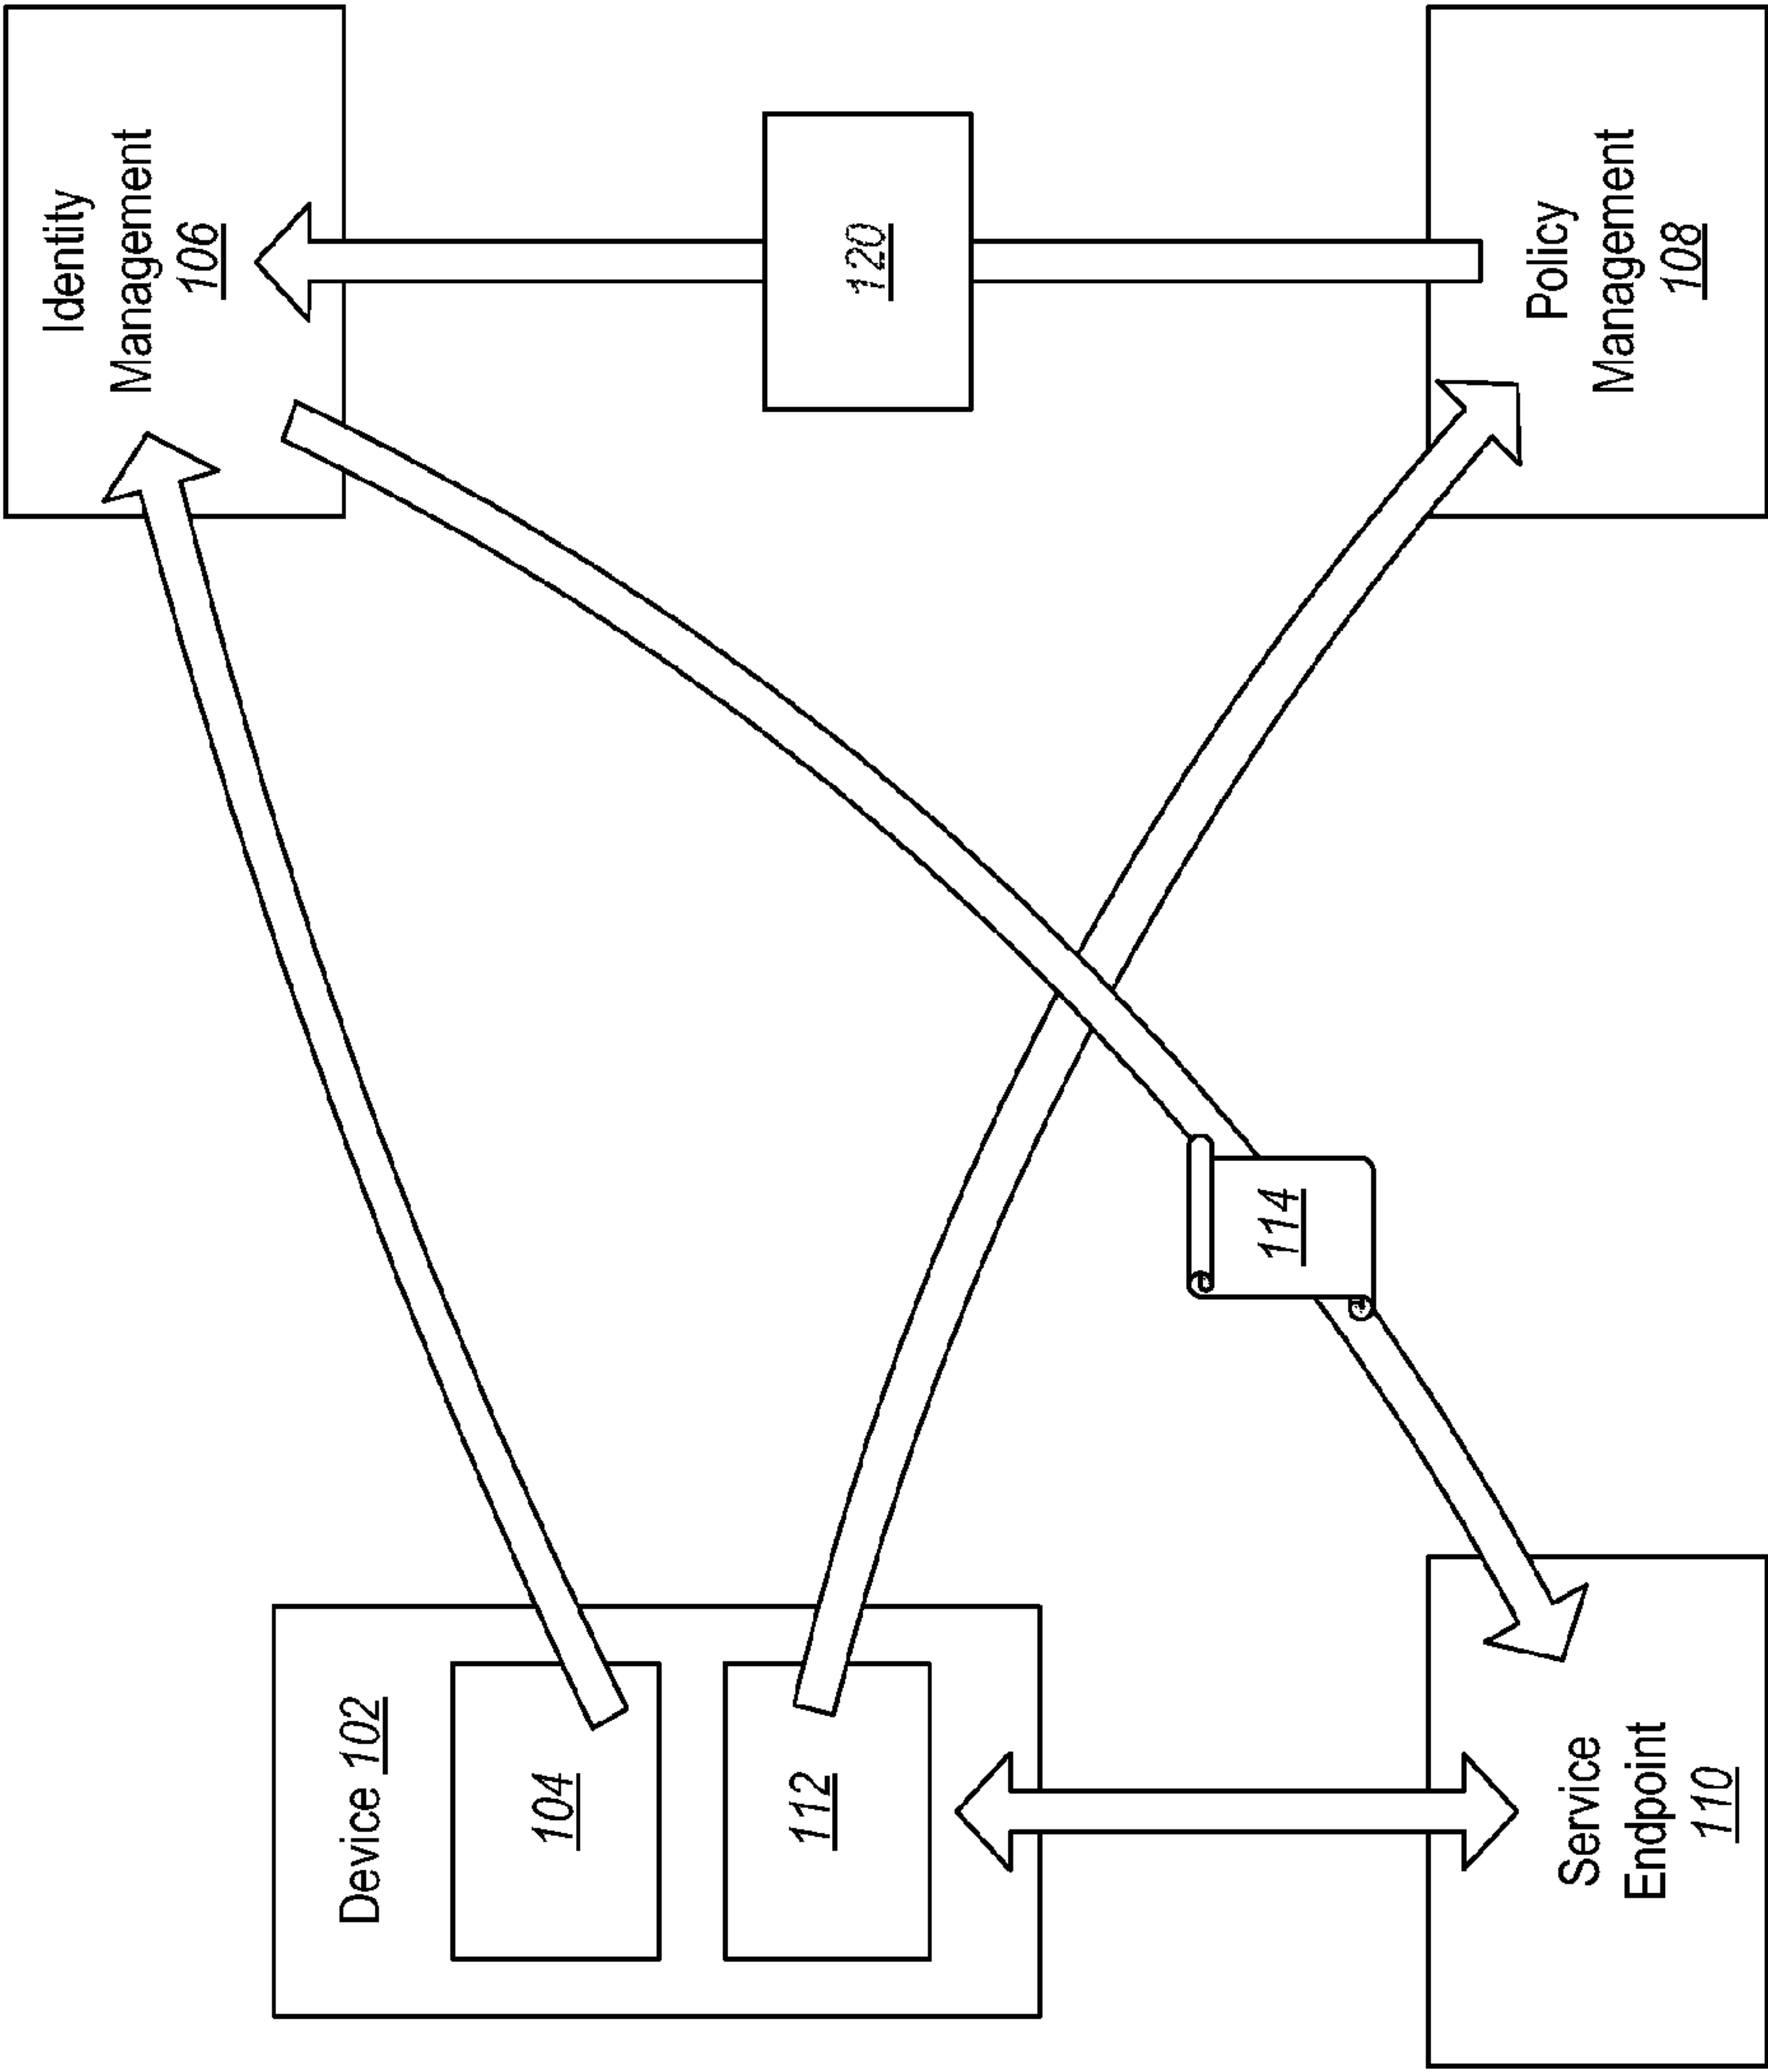 Device 102
104
112
Service
Endpoint
110
114
Identity
Management
106
120
Policy
Management
108